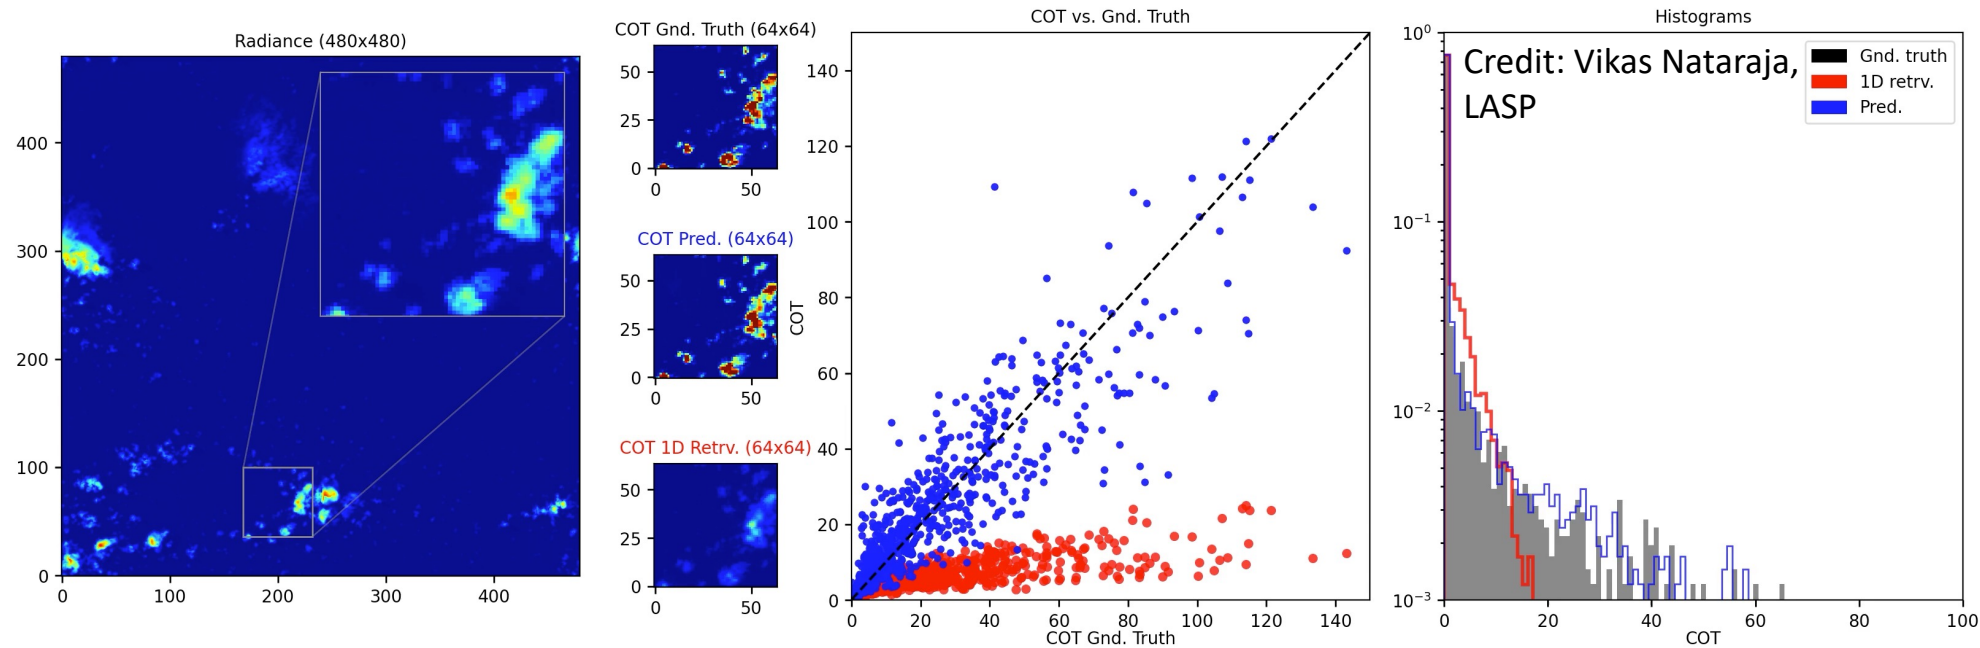 Radiance (480x480)
400
300
200
100
0
0 100 200 300 400
COT Gnd. Truth (64x64)
50
25
0
0 50
COT Pred. (64x64)
50
25
0
0 50
COT 1D Retrv. (64x64)
50
25
0
0 50
COT vs. Gnd. Truth
COT
140
120
100
80
60
40
20
0
0 20 40 60 80 100 120 140
COT Gnd. Truth
Histograms
Credit: Vikas Nataraja,
LASP
Gnd. truth
1D retrv.
Pred.
10⁰
10⁻¹
10⁻²
10⁻³
0 20 40 60 80 100
COT